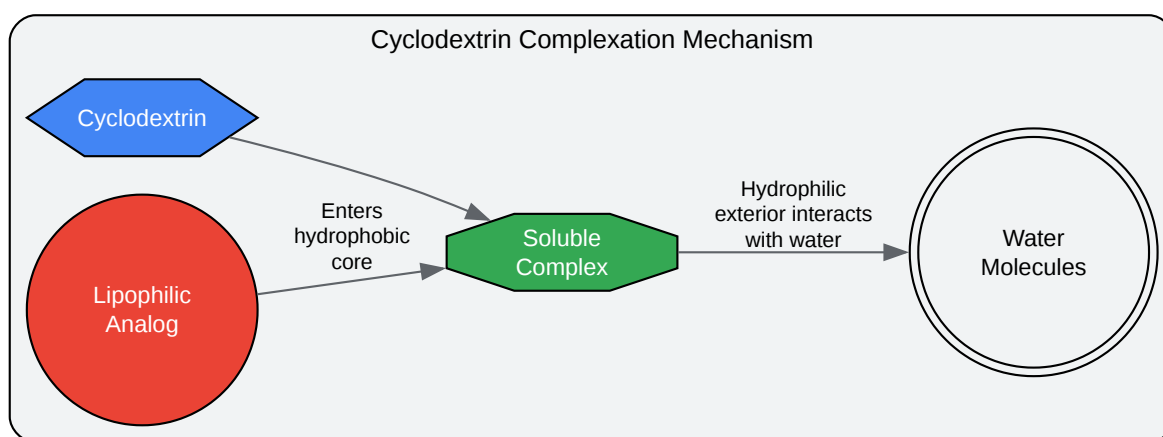 Cyclodextrin Complexation Mechanism
Cyclodextrin
Lipophilic
Analog
Enters
hydrophobic
core
Soluble
Complex
Hydrophilic
exterior interacts
with water
Water
Molecules